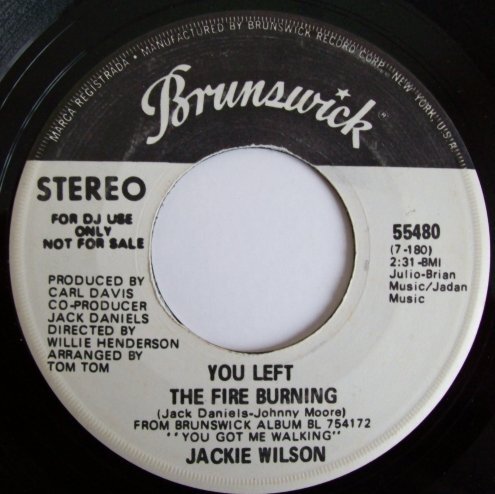 MARCA REGISTRADA • MANUFACTURED BY BRUNSWICK RECORD CORP., NEW YORK, U.S.A.
Brunswick®
STEREO
FOR DJ USE
ONLY
NOT FOR SALE
55480
(7-180)
2:31-BMI
Julio-Brian
Music/Jadan
Music
PRODUCED BY
CARL DAVIS
CO-PRODUCER
JACK DANIELS
DIRECTED BY
WILLIE HENDERSON
ARRANGED BY
TOM TOM
YOU LEFT
THE FIRE BURNING
(Jack Daniels-Johnny Moore)
FROM BRUNSWICK ALBUM BL 754172
"YOU GOT ME WALKING"
JACKIE WILSON